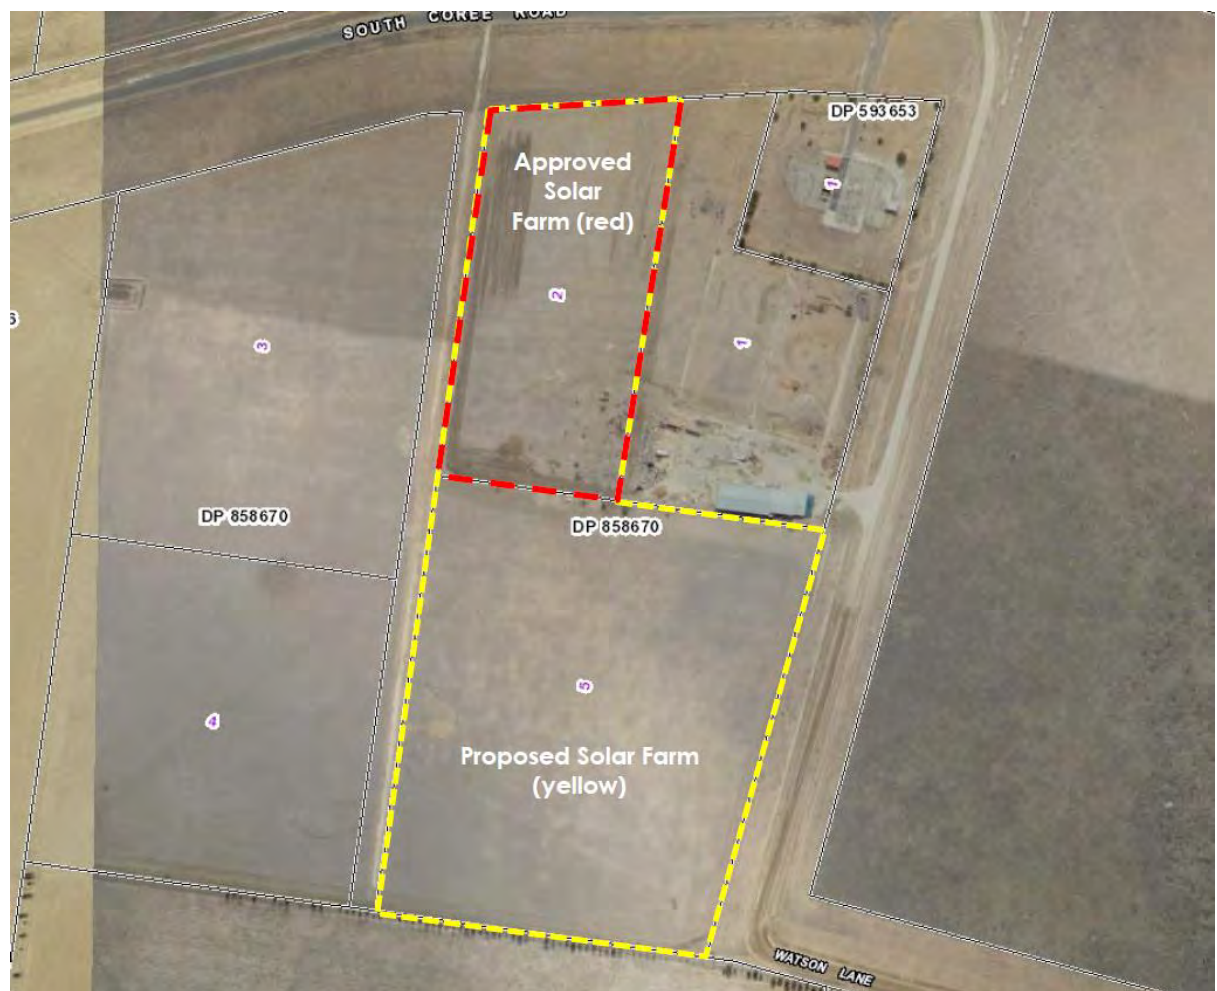 SOUTH COREE ROAD
DP 593653
Approved
Solar
Farm (red)
1
2
3
1
DP 858670
DP 858670
5
4
Proposed Solar Farm
(yellow)
WATSON LANE